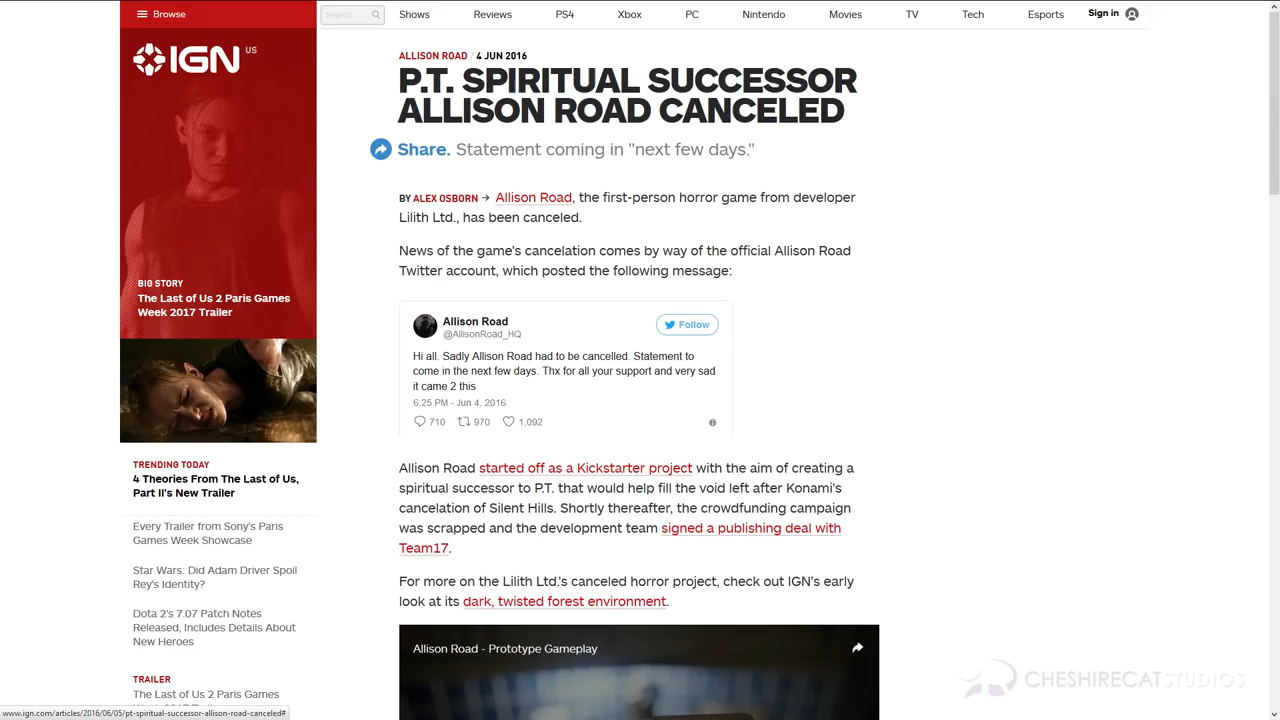 Browse
Search
Shows
Reviews
PS4
Xbox
PC
Nintendo
Movies
TV
Tech
Esports
Sign in
IGN US
BIG STORY
The Last of Us 2 Paris Games
Week 2017 Trailer
TRENDING TODAY
4 Theories From The Last of Us,
Part II's New Trailer
Every Trailer from Sony's Paris
Games Week Showcase
Star Wars: Did Adam Driver Spoil
Rey's Identity?
Dota 2's 7.07 Patch Notes
Released, Includes Details About
New Heroes
TRAILER
The Last of Us 2 Paris Games
www.ign.com/articles/2016/06/05/pt-spiritual-successor-allison-road-canceled#
ALLISON ROAD / 4 JUN 2016
P.T. SPIRITUAL SUCCESSOR
ALLISON ROAD CANCELED
Share. Statement coming in "next few days."
BY ALEX OSBORN → Allison Road, the first-person horror game from developer
Lilith Ltd., has been canceled.
News of the game's cancelation comes by way of the official Allison Road
Twitter account, which posted the following message:
Allison Road
@AllisonRoad_HQ
Follow
Hi all. Sadly Allison Road had to be cancelled. Statement to
come in the next few days. Thx for all your support and very sad
it came 2 this
6:25 PM - Jun 4, 2016
710 970 1,092
Allison Road started off as a Kickstarter project with the aim of creating a
spiritual successor to P.T. that would help fill the void left after Konami's
cancelation of Silent Hills. Shortly thereafter, the crowdfunding campaign
was scrapped and the development team signed a publishing deal with
Team17.
For more on the Lilith Ltd.'s canceled horror project, check out IGN's early
look at its dark, twisted forest environment.
Allison Road - Prototype Gameplay
CHESHIRECATSTUDIOS